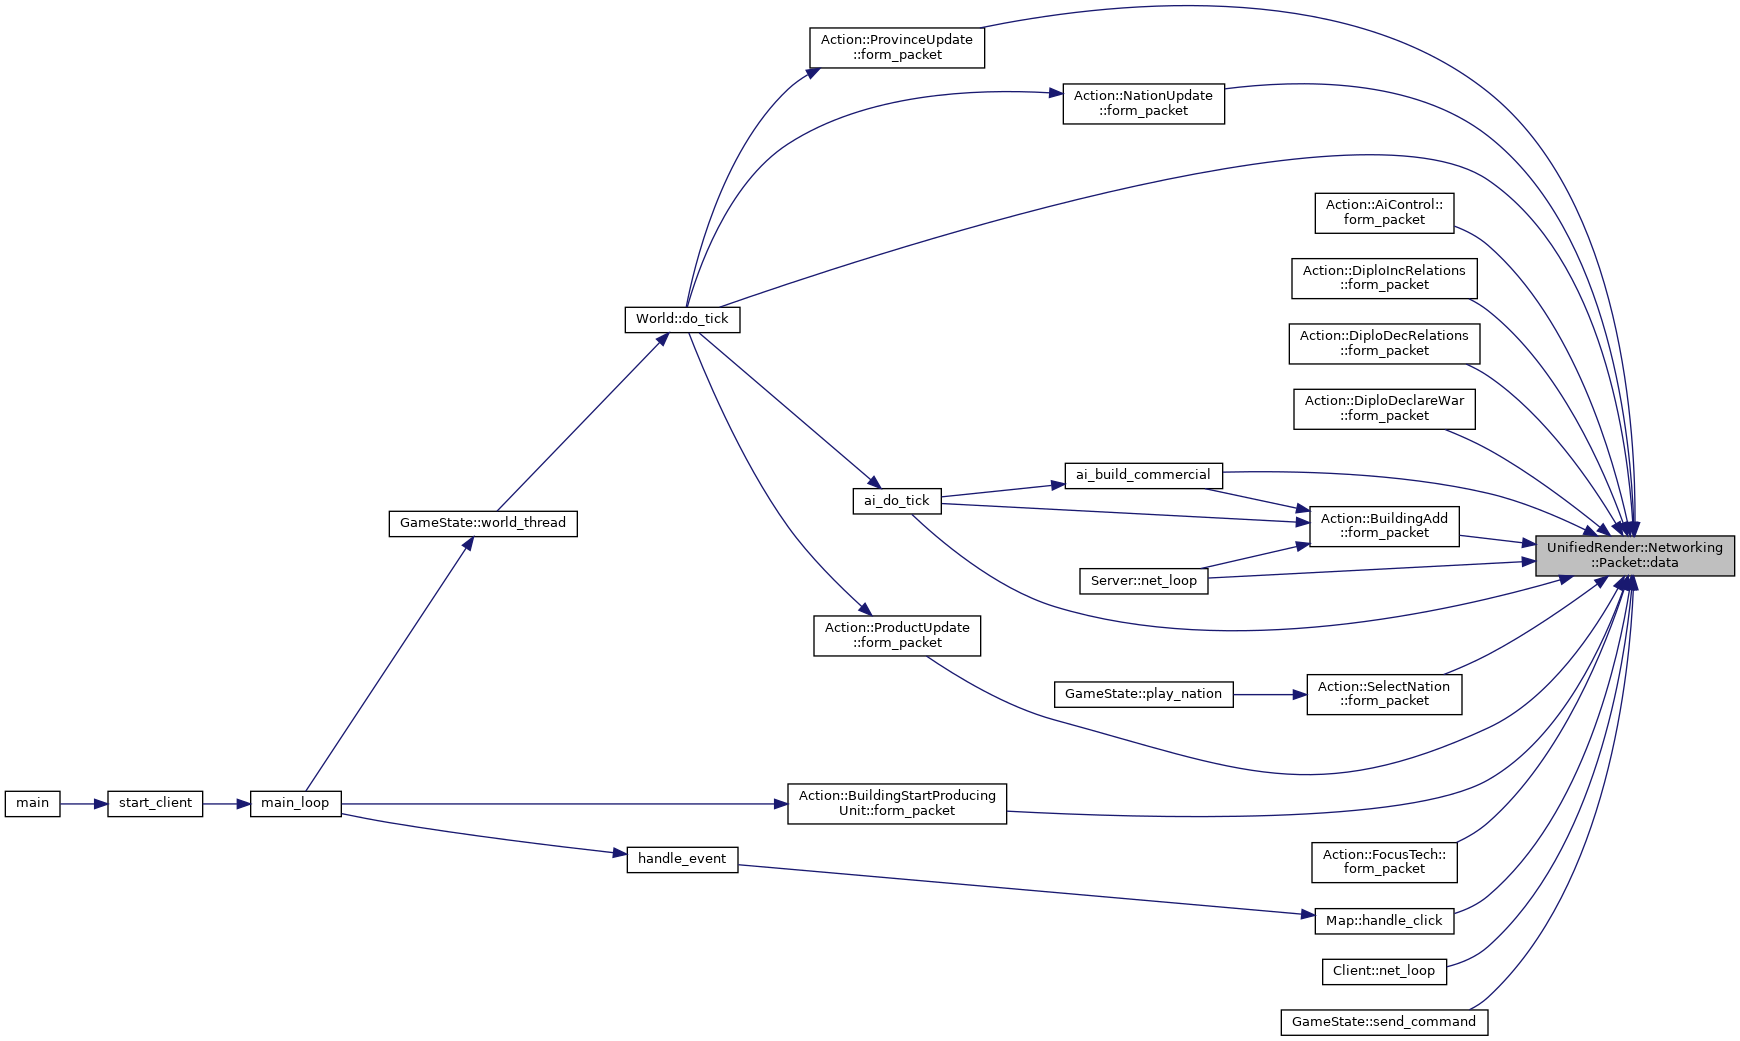 Action::ProvinceUpdate
::form_packet
Action::NationUpdate
::form_packet
Action::AiControl::
form_packet
Action::DiploIncRelations
::form_packet
World::do_tick
Action::DiploDecRelations
::form_packet
Action::DiploDeclareWar
::form_packet
ai_build_commercial
ai_do_tick
GameState::world_thread
Action::BuildingAdd
::form_packet
UnifiedRender::Networking
::Packet::data
Server::net_loop
Action::ProductUpdate
::form_packet
GameState::play_nation
Action::SelectNation
::form_packet
main
start_client
main_loop
Action::BuildingStartProducing
Unit::form_packet
handle_event
Action::FocusTech::
form_packet
Map::handle_click
Client::net_loop
GameState::send_command